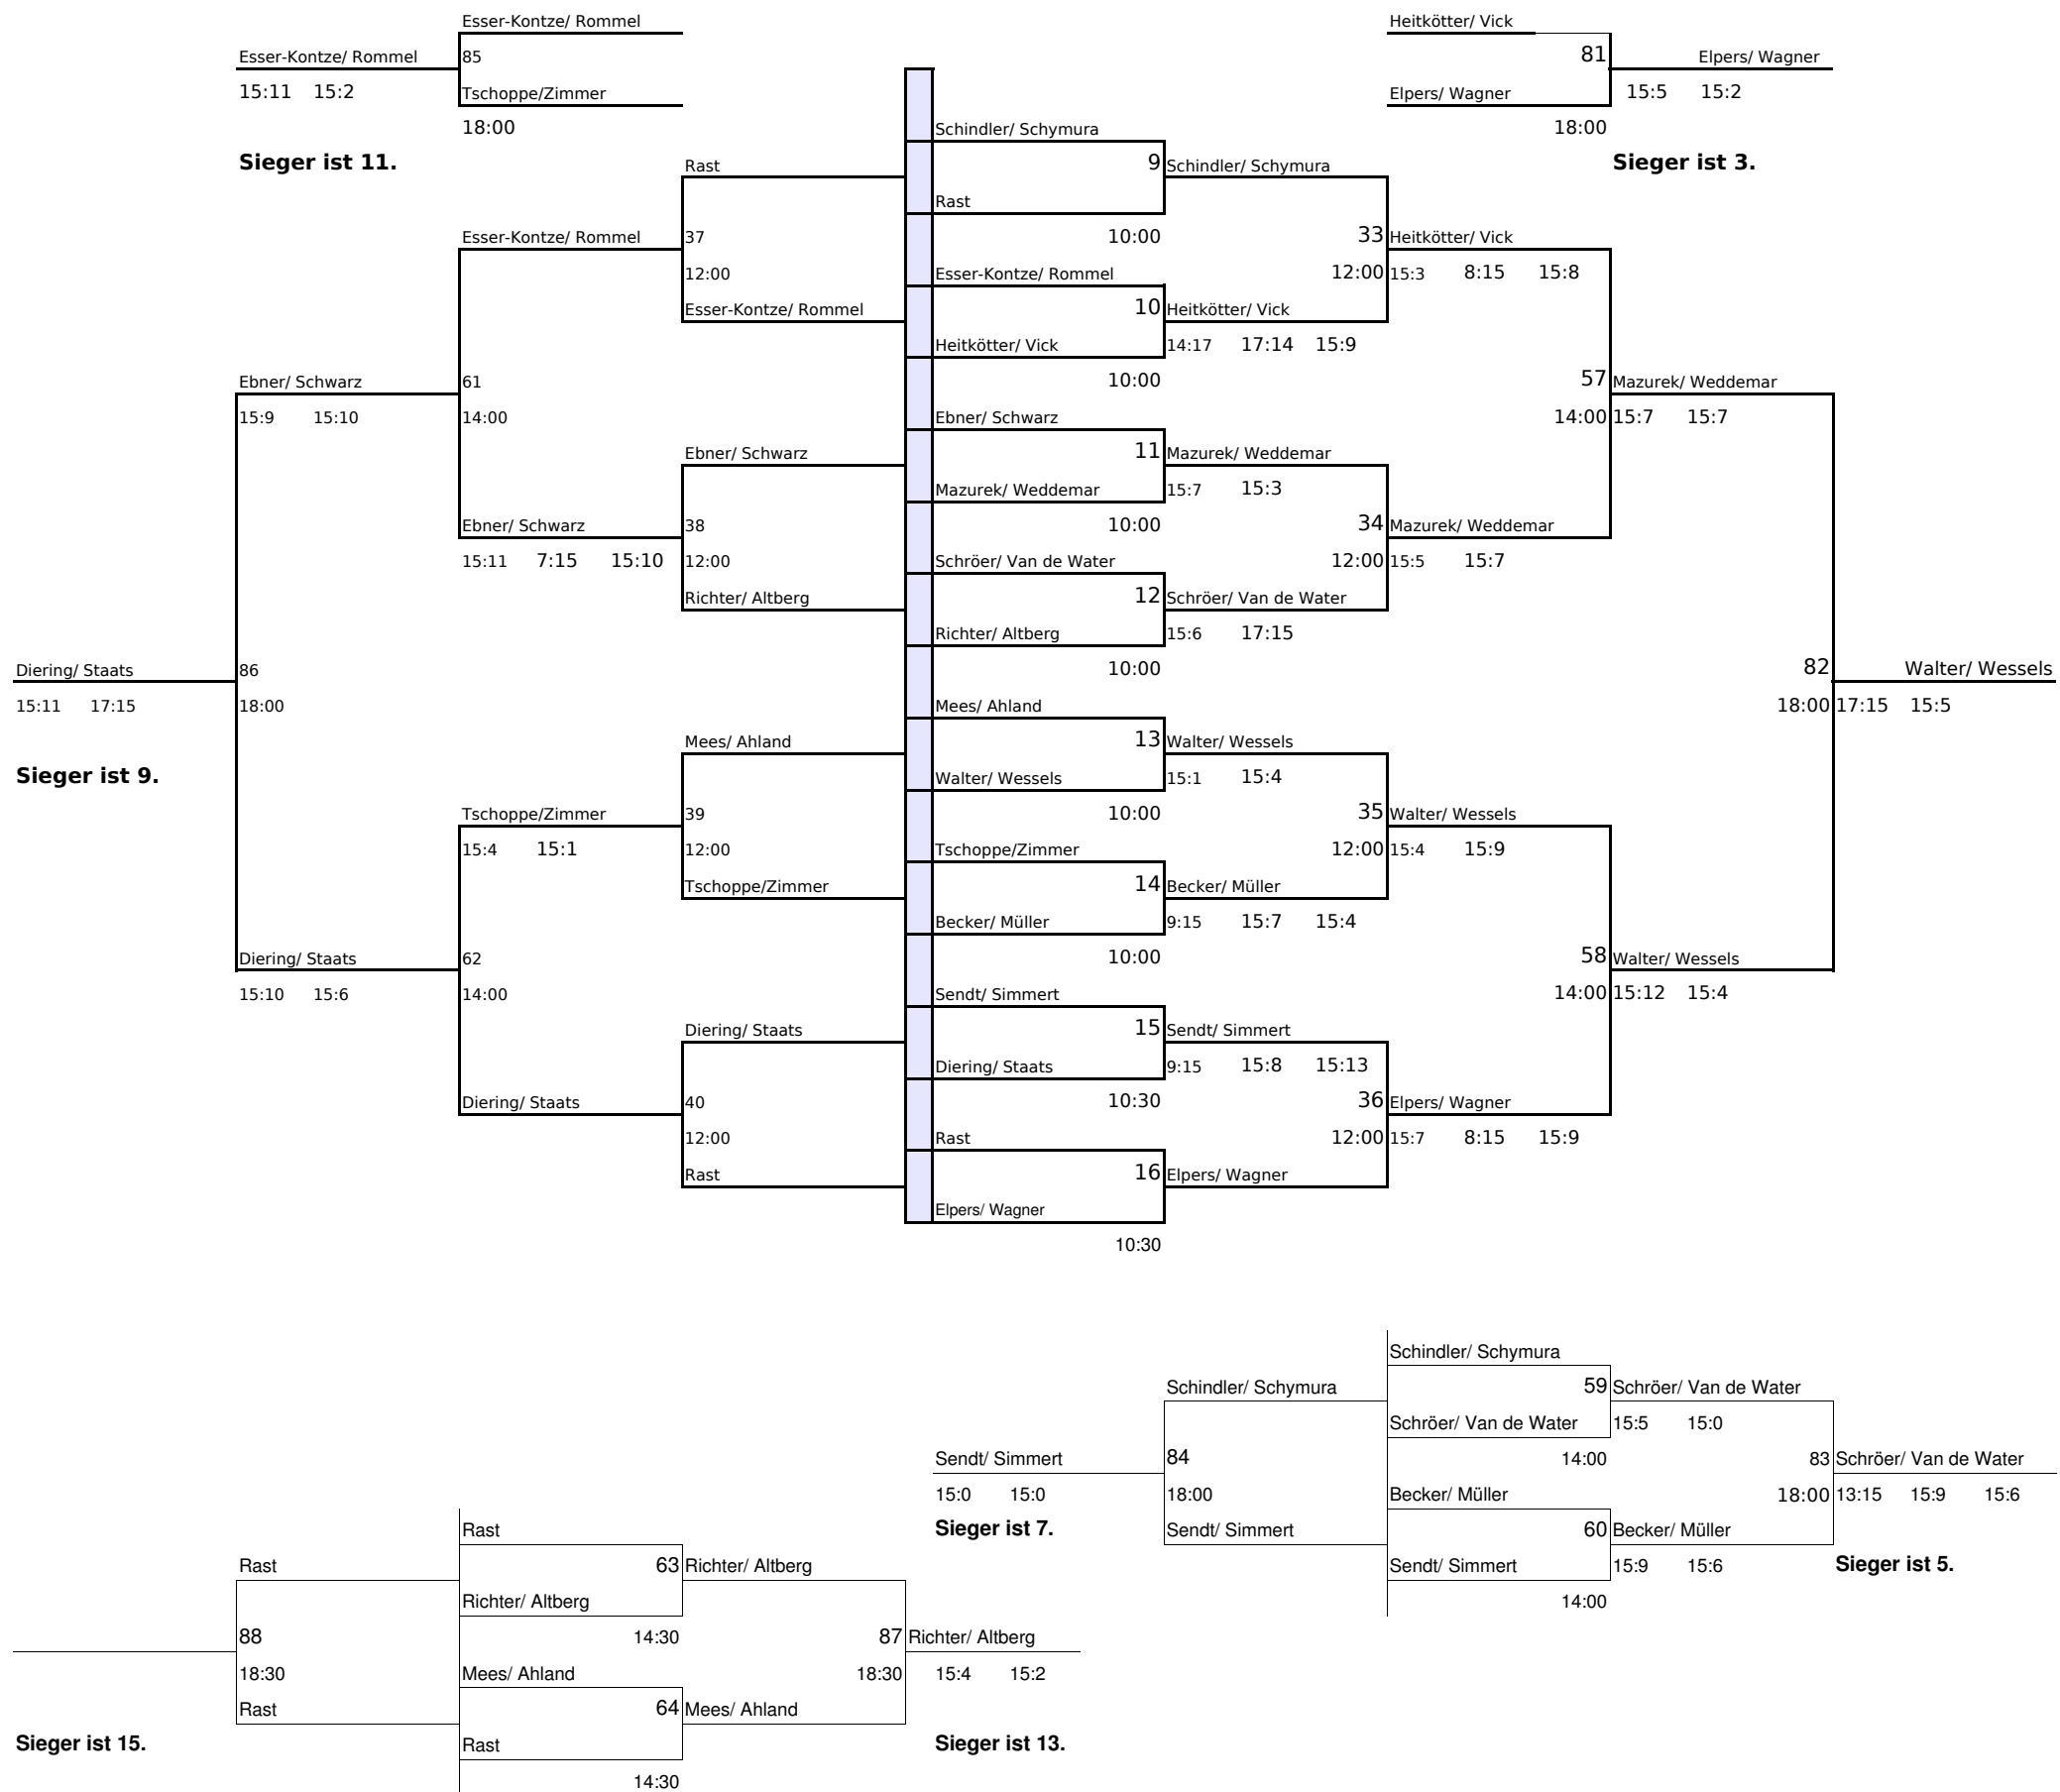 Esser-Kontze/ Rommel Heitkötter/ Vick
Esser-Kontze/ Rommel 85 81 Elpers/ Wagner
15:11 15:2 Tschoppe/Zimmer Elpers/ Wagner 15:5 15:2
18:00 Schindler/ Schymura 18:00
Sieger ist 11. Rast 9 Schindler/ Schymura Sieger ist 3.
Rast
Esser-Kontze/ Rommel 37 10:00 33 Heitkötter/ Vick
12:00 Esser-Kontze/ Rommel 12:00 15:3 8:15 15:8
Esser-Kontze/ Rommel 10 Heitkötter/ Vick
Heitkötter/ Vick 14:17 17:14 15:9
Ebner/ Schwarz 61 10:00 57 Mazurek/ Weddemar
15:9 15:10 14:00 Ebner/ Schwarz 14:00 15:7 15:7
Ebner/ Schwarz 11 Mazurek/ Weddemar
Mazurek/ Weddemar 15:7 15:3
Ebner/ Schwarz 38 10:00 34 Mazurek/ Weddemar
15:11 7:15 15:10 12:00 Schröer/ Van de Water 12:00 15:5 15:7
Richter/ Altberg 12 Schröer/ Van de Water
Richter/ Altberg 15:6 17:15
Diering/ Staats 86 10:00 82 Walter/ Wessels
15:11 17:15 18:00 Mees/ Ahland 18:00 17:15 15:5
Mees/ Ahland 13 Walter/ Wessels
Sieger ist 9. Walter/ Wessels 15:1 15:4
Tschoppe/Zimmer 39 10:00 35 Walter/ Wessels
15:4 15:1 12:00 Tschoppe/Zimmer 12:00 15:4 15:9
Tschoppe/Zimmer 14 Becker/ Müller
Becker/ Müller 9:15 15:7 15:4
Diering/ Staats 62 10:00 58 Walter/ Wessels
15:10 15:6 14:00 Sendt/ Simmert 14:00 15:12 15:4
Diering/ Staats 15 Sendt/ Simmert
Diering/ Staats 9:15 15:8 15:13
Diering/ Staats 40 10:30 36 Elpers/ Wagner
12:00 Rast 12:00 15:7 8:15 15:9
Rast 16 Elpers/ Wagner
Elpers/ Wagner
10:30
Schindler/ Schymura
Schindler/ Schymura 59 Schröer/ Van de Water
Schröer/ Van de Water 15:5 15:0
Sendt/ Simmert 84 14:00 83 Schröer/ Van de Water
15:0 15:0 18:00 Becker/ Müller 18:00 13:15 15:9 15:6
Rast Sieger ist 7. Sendt/ Simmert 60 Becker/ Müller
Rast 63 Richter/ Altberg Sendt/ Simmert 15:9 15:6 Sieger ist 5.
Richter/ Altberg 14:00
88 14:30 87 Richter/ Altberg
18:30 Mees/ Ahland 18:30 15:4 15:2
Rast 64 Mees/ Ahland
Sieger ist 15. Rast Sieger ist 13.
14:30